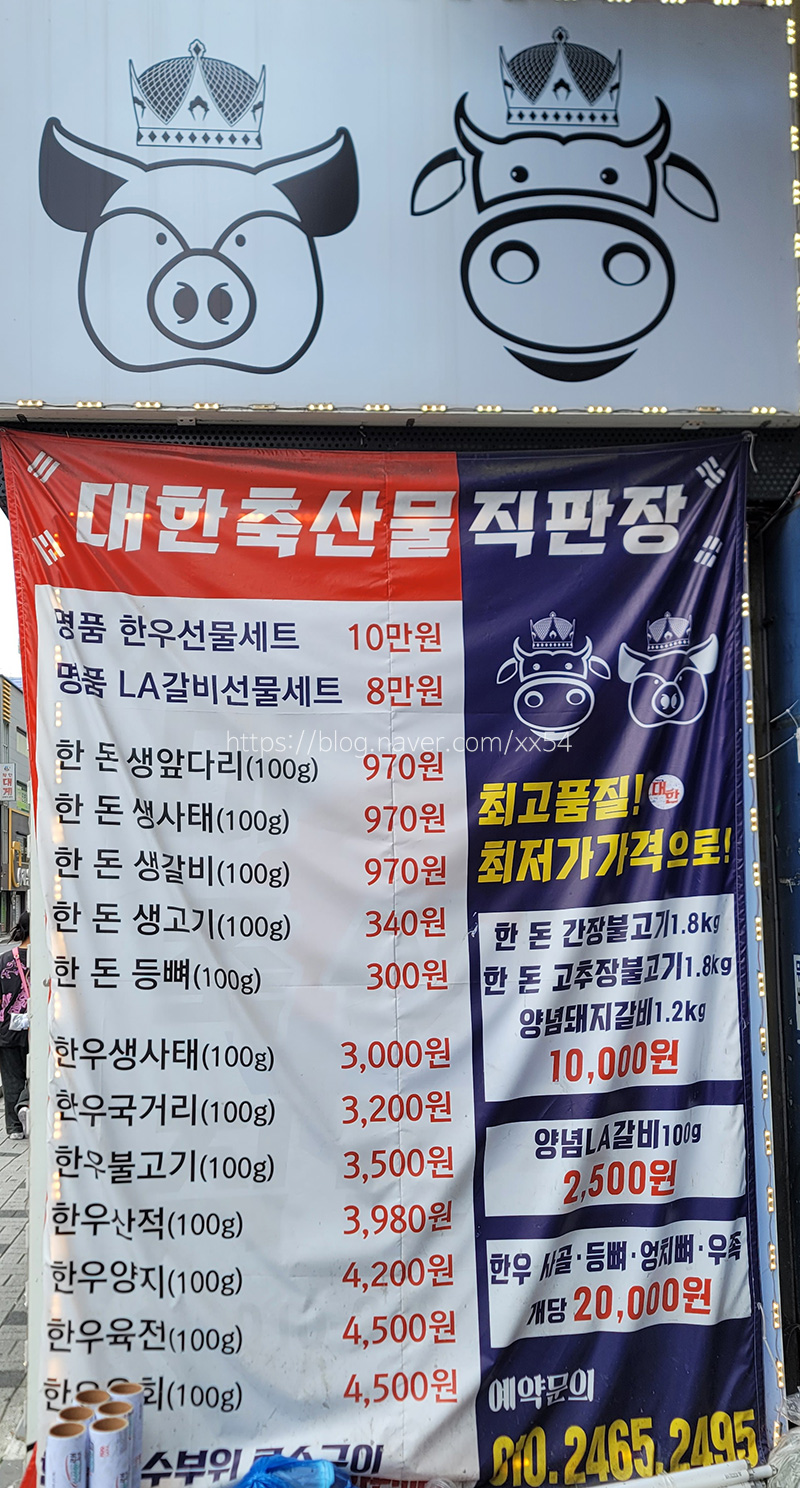 대한축산물 직판장
명품 한우선물세트 10만원
명품 LA갈비선물세트 8만원
https://blog.naver.com/xx54
한 돈 생앞다리(100g) 970원
한 돈 생사태(100g) 970원
한 돈 생갈비(100g) 970원
한 돈 생고기(100g) 340원
한 돈 등뼈(100g) 300원
한우생사태(100g) 3,000원
한우국거리(100g) 3,200원
한우불고기(100g) 3,500원
한우산적(100g) 3,980원
한우양지(100g) 4,200원
한우육전(100g) 4,500원
(100g) 4,500원
수부위
최고품질!
대한
최저가가격으로!
한 돈 간장불고기1.8kg
한 돈 고추장불고기1.8kg
양념돼지갈비1.2kg
10,000원
양념LA갈비100g
2,500원
한우 사골·등뼈·엉치뼈·우족
개당 20,000원
예약문의
010.2465.2495
대게